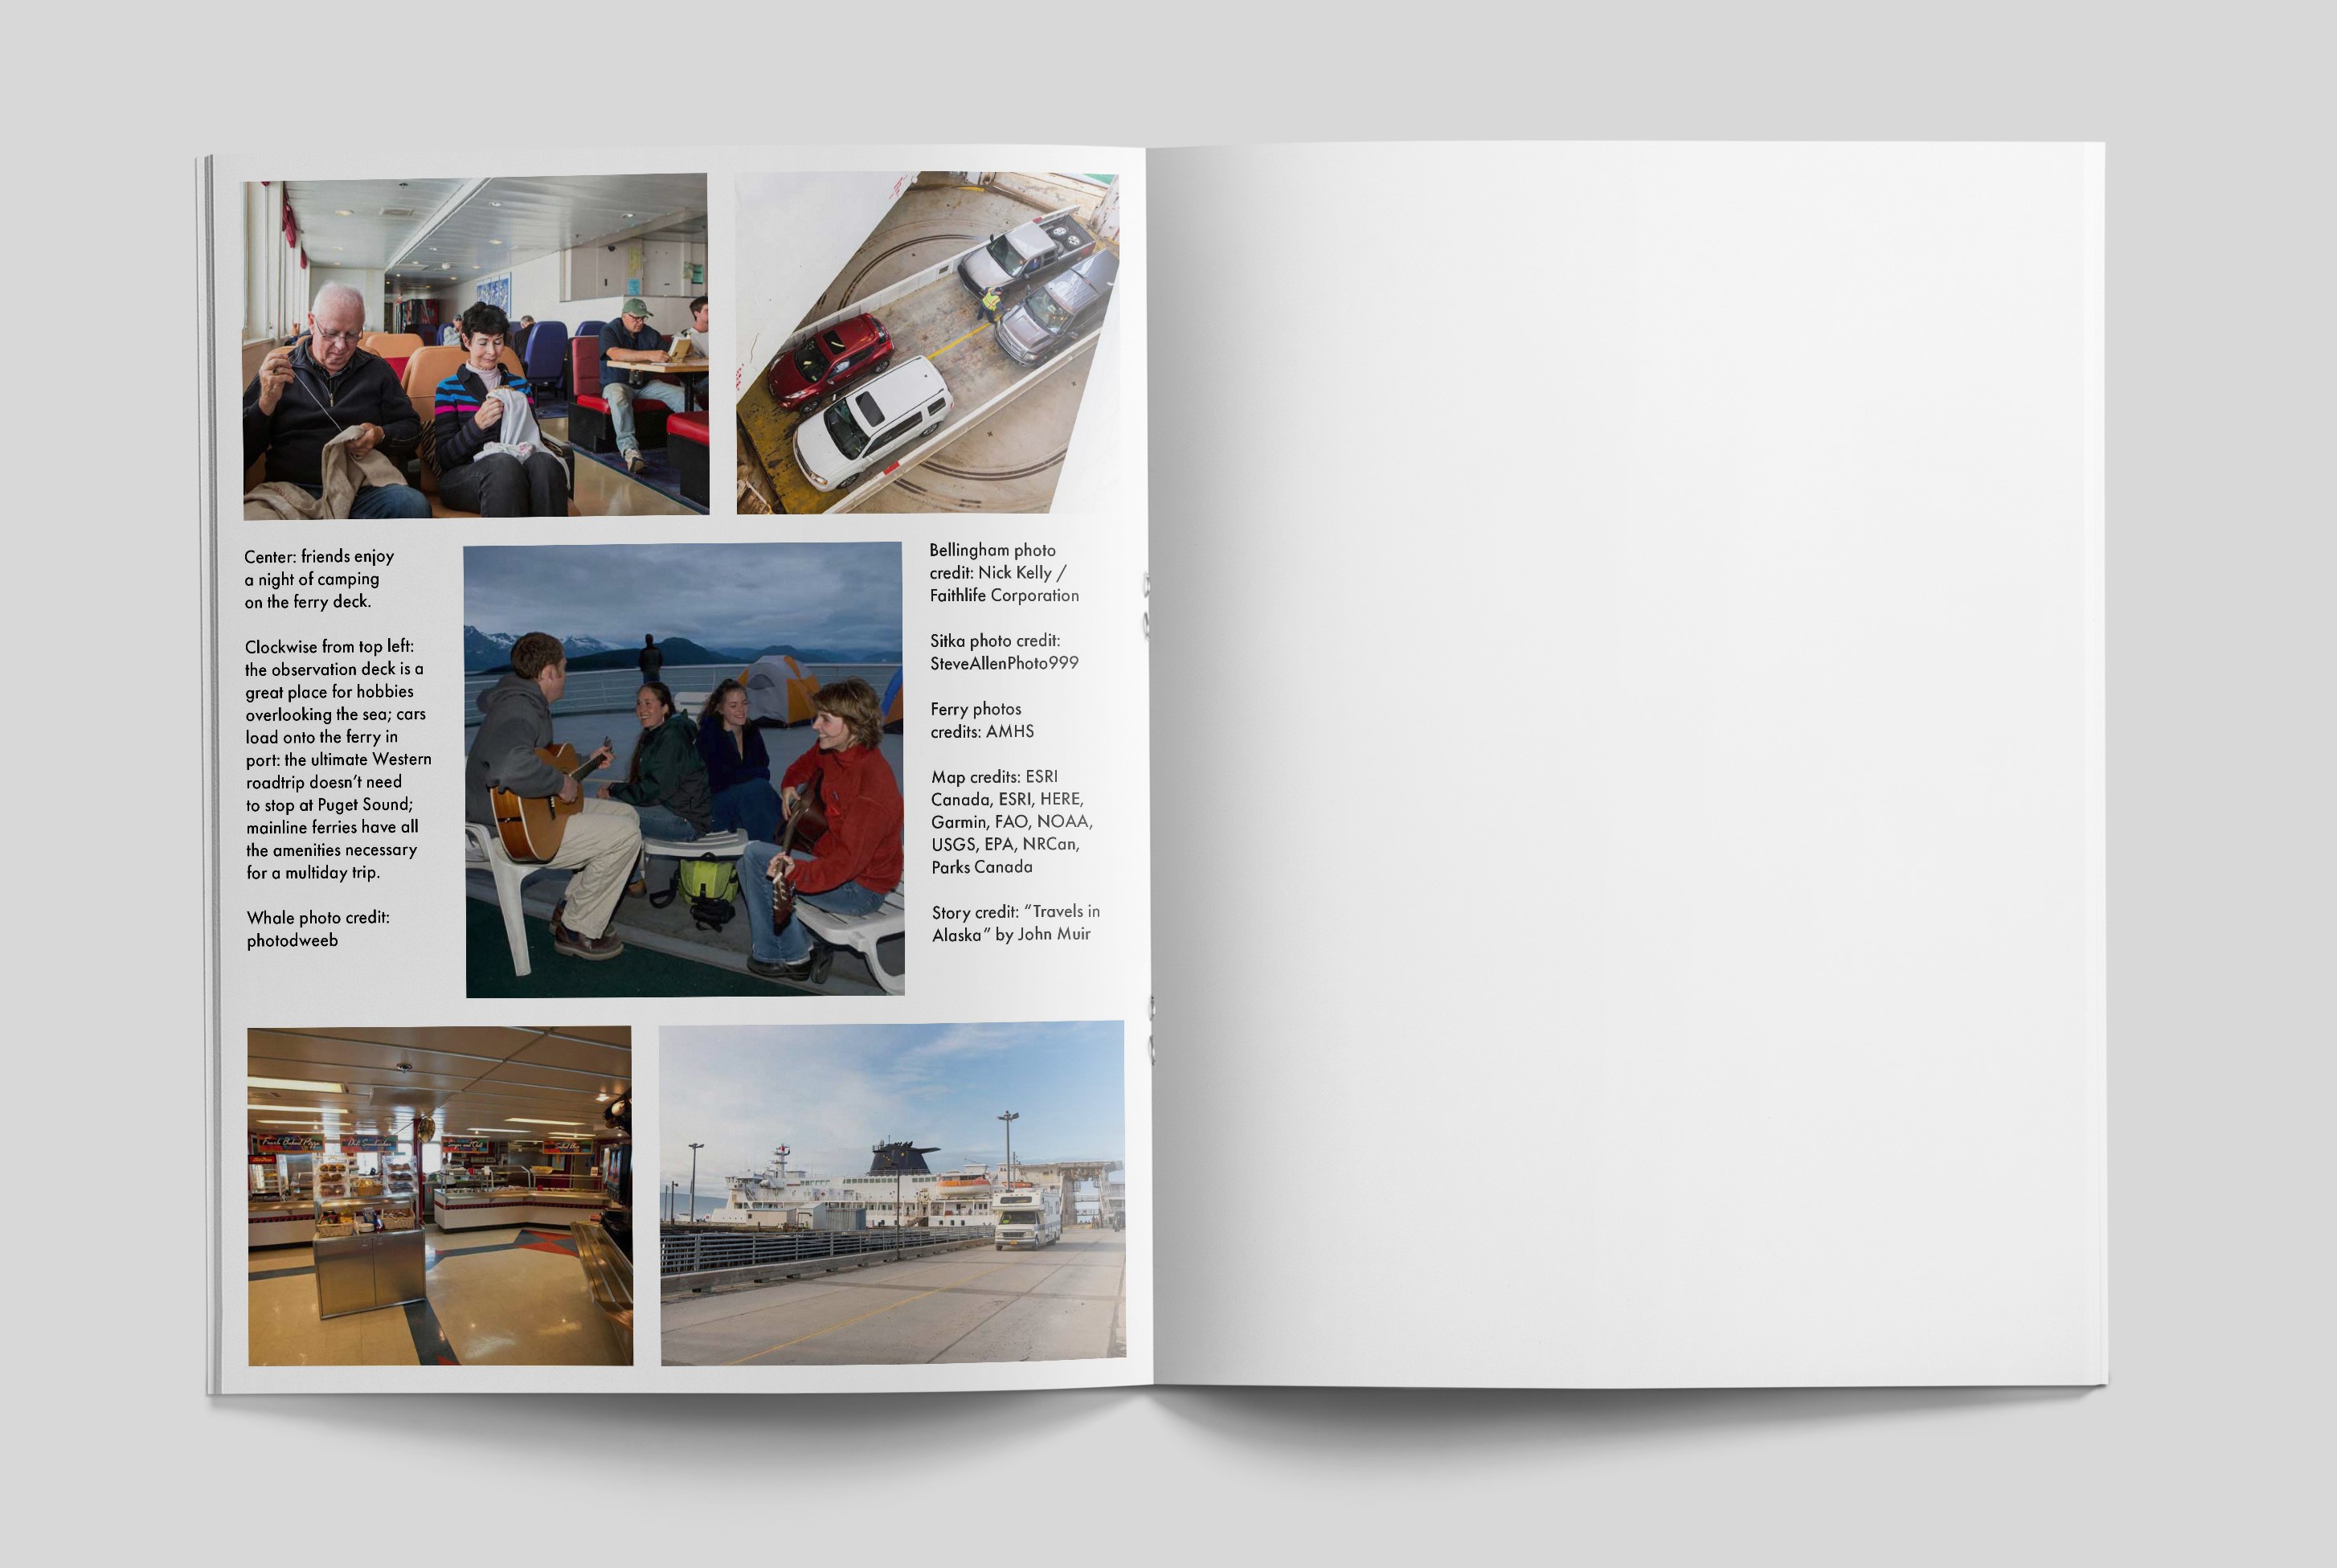 Center: friends enjoy
a night of camping
on the ferry deck.
Clockwise from top left:
the observation deck is a
great place for hobbies
overlooking the sea; cars
load onto the ferry in
port: the ultimate Western
roadtrip doesn't need
to stop at Puget Sound;
mainline ferries have all
the amenities necessary
for a multiday trip.
Whale photo credit:
photodweeb
Bellingham photo
credit: Nick Kelly /
Faithlife Corporation
Sitka photo credit:
SteveAllenPhoto999
Ferry photos
credits: AMHS
Map credits: ESRI
Canada, ESRI, HERE,
Garmin, FAO, NOAA,
USGS, EPA, NRCan,
Parks Canada
Story credit: “Travels in
Alaska” by John Muir